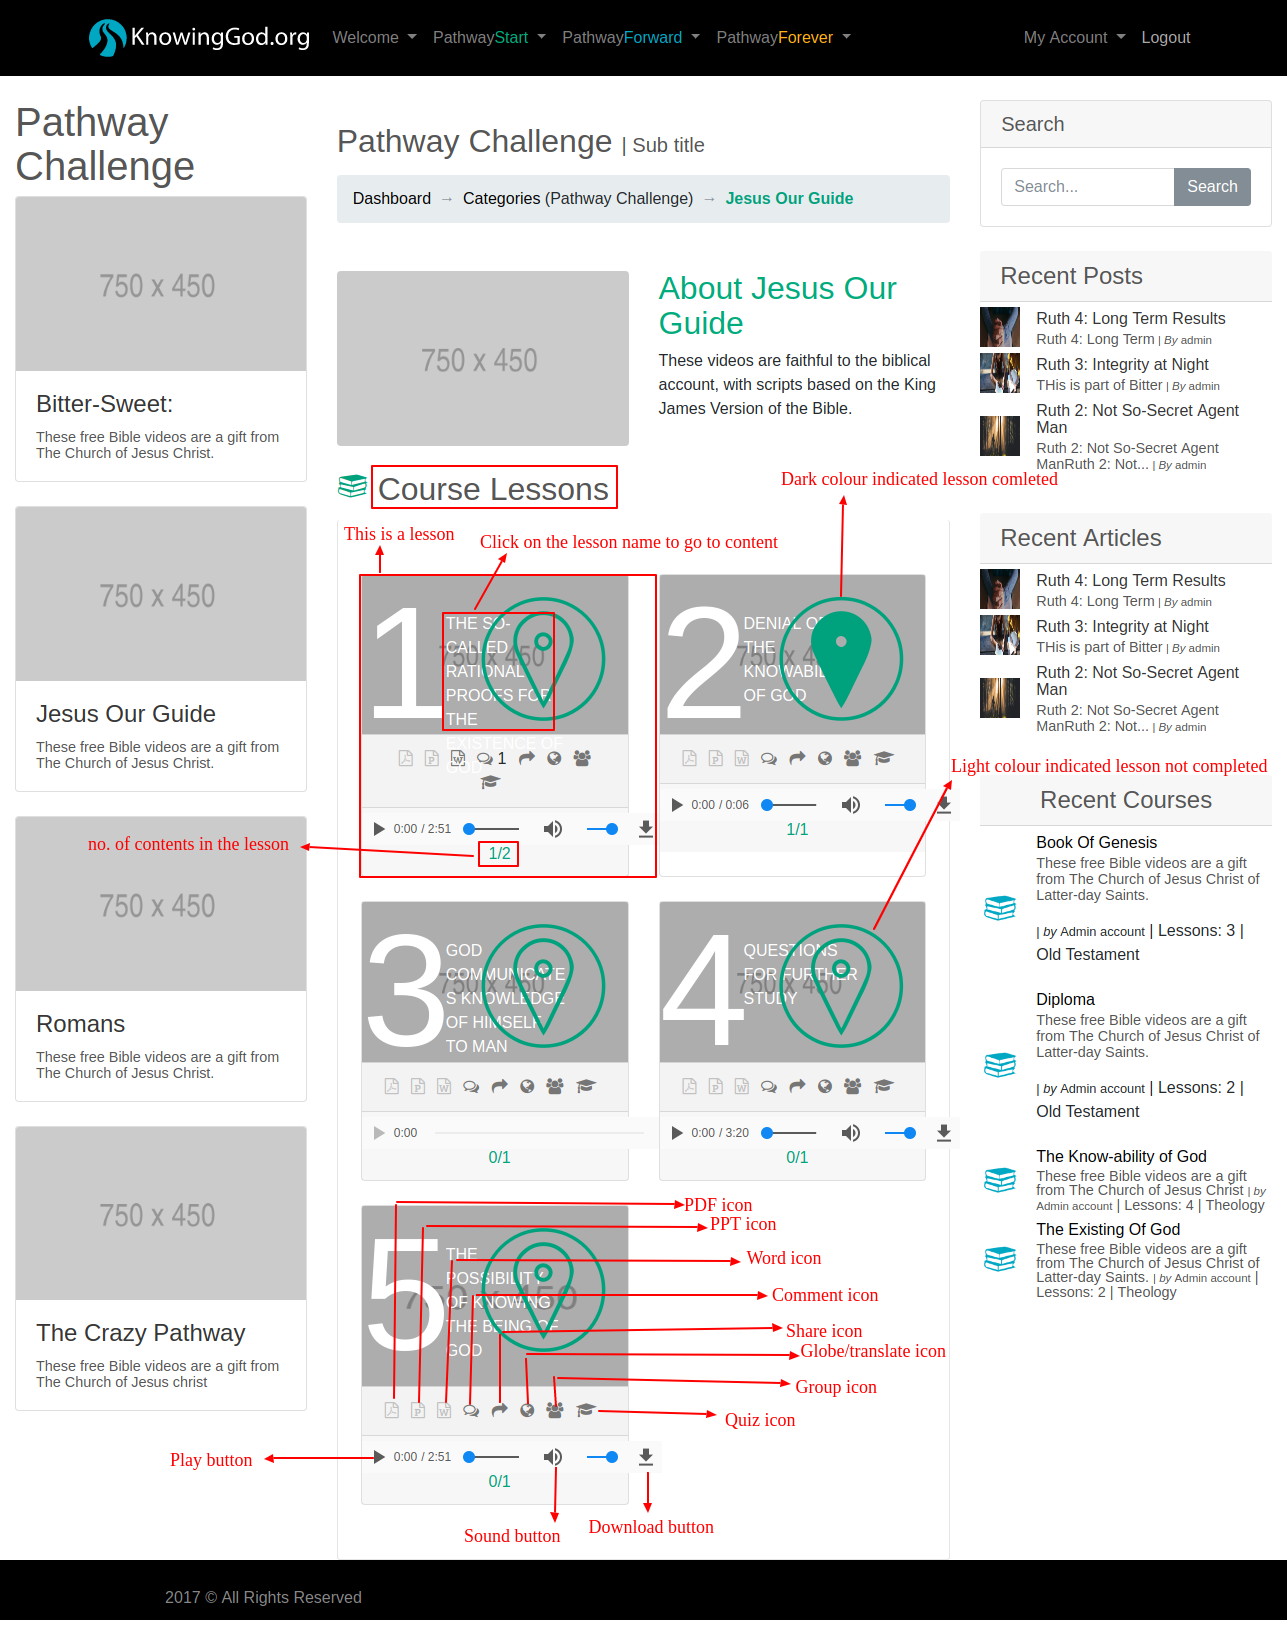 KnowingGod.org Welcome PathwayStart PathwayForward PathwayForever My Account Logout
Pathway
Challenge
750 x 450
Bitter-Sweet:
These free Bible videos are a gift from
The Church of Jesus Christ.
750 x 450
Jesus Our Guide
These free Bible videos are a gift from
The Church of Jesus Christ.
no. of contents in the lesson
750 x 450
Romans
These free Bible videos are a gift from
The Church of Jesus Christ.
750 x 450
The Crazy Pathway
These free Bible videos are a gift from
The Church of Jesus christ
Play button
Pathway Challenge | Sub title
Dashboard → Categories (Pathway Challenge) → Jesus Our Guide
750 x 450
About Jesus Our
Guide
These videos are faithful to the biblical
account, with scripts based on the King
James Version of the Bible.
Course Lessons
Dark colour indicated lesson comleted
This is a lesson
Click on the lesson name to go to content
1
THE SO-
CALLED
RATIONAL
PROOFS FOR
THE
EXISTENCE OF
GOD
750 x 450
1
0:00 / 2:51
1/2
2
DENIAL OF
THE
KNOWABIL
OF GOD
750 x 450
0:00 / 0:06
1/1
Light colour indicated lesson not completed
3
GOD
COMMUNICATE
S KNOWLEDGE
OF HIMSELF
TO MAN
750 x 450
0:00
0/1
4
QUESTIONS
FOR FURTHER
STUDY
750 x 450
0:00 / 3:20
0/1
5
THE
POSSIBILITY
OF KNOWING
THE BEING OF
GOD
750 x 450
0:00 / 2:51
0/1
PDF icon
PPT icon
Word icon
Comment icon
Share icon
Globe/translate icon
Group icon
Quiz icon
Sound button
Download button
Search
Search... Search
Recent Posts
Ruth 4: Long Term Results
Ruth 4: Long Term | By admin
Ruth 3: Integrity at Night
THis is part of Bitter | By admin
Ruth 2: Not So-Secret Agent
Man
Ruth 2: Not So-Secret Agent
ManRuth 2: Not... | By admin
Recent Articles
Ruth 4: Long Term Results
Ruth 4: Long Term | By admin
Ruth 3: Integrity at Night
THis is part of Bitter | By admin
Ruth 2: Not So-Secret Agent
Man
Ruth 2: Not So-Secret Agent
ManRuth 2: Not... | By admin
Recent Courses
Book Of Genesis
These free Bible videos are a gift
from The Church of Jesus Christ of
Latter-day Saints.
| by Admin account | Lessons: 3 |
Old Testament
Diploma
These free Bible videos are a gift
from The Church of Jesus Christ of
Latter-day Saints.
| by Admin account | Lessons: 2 |
Old Testament
The Know-ability of God
These free Bible videos are a gift
from The Church of Jesus Christ | by
Admin account | Lessons: 4 | Theology
The Existing Of God
These free Bible videos are a gift
from The Church of Jesus Christ of
Latter-day Saints. | by Admin account |
Lessons: 2 | Theology
2017 © All Rights Reserved